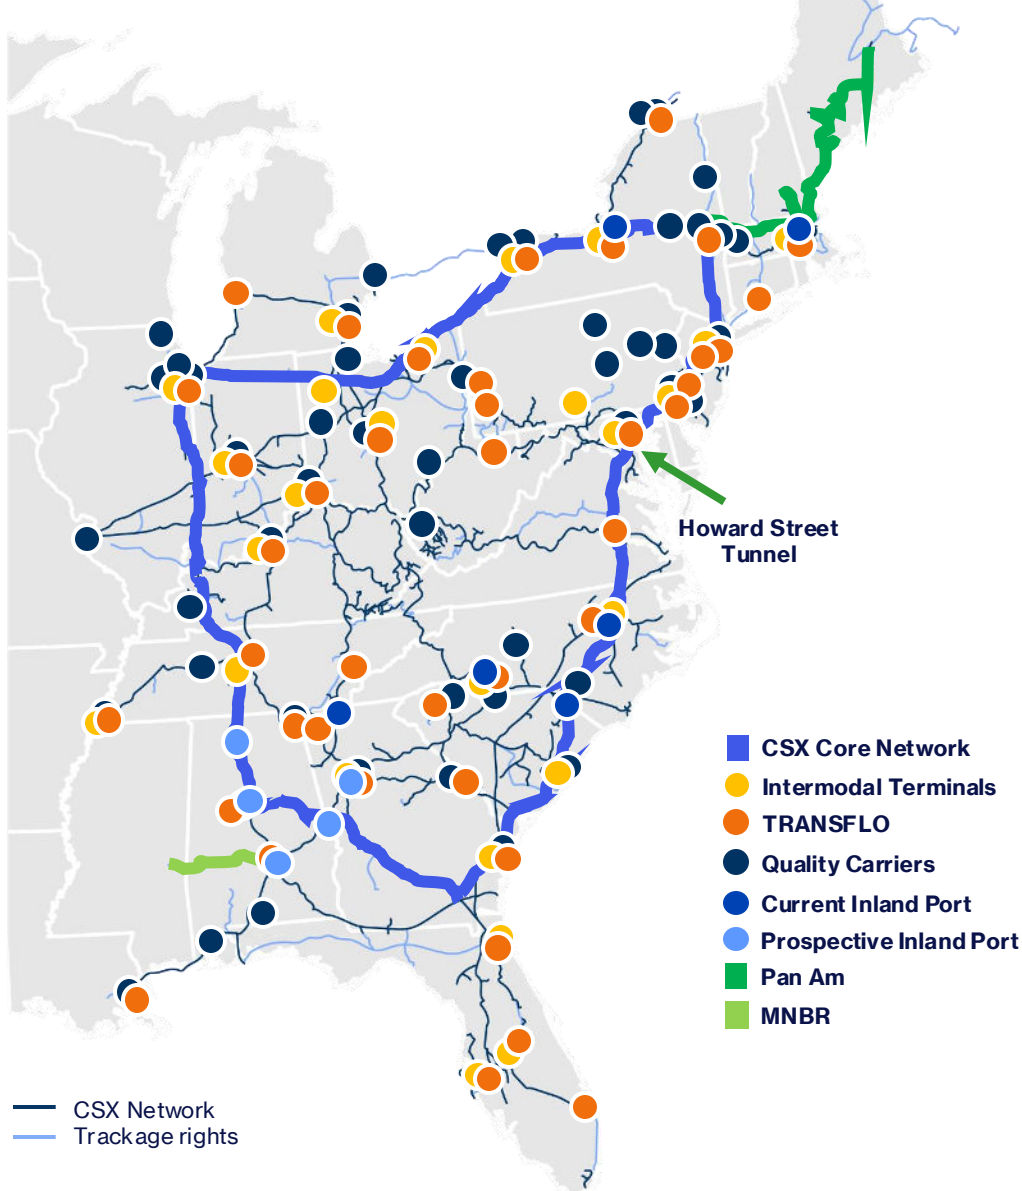 Howard Street
Tunnel
CSX Core Network
Intermodal Terminals
TRANSFLO
Quality Carriers
Current Inland Port
Prospective Inland Port
Pan Am
MNBR
CSX Network
Trackage rights